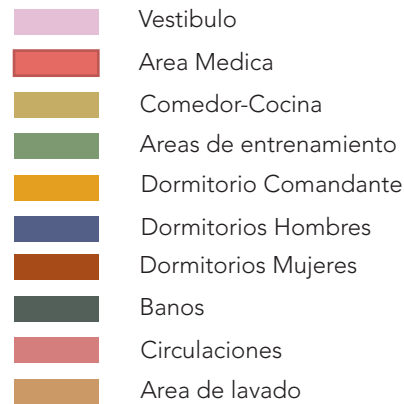 Vestibulo
Area Medica
Comedor-Cocina
Areas de entrenamiento
Dormitorio Comandante
Dormitorios Hombres
Dormitorios Mujeres
Banos
Circulaciones
Area de lavado